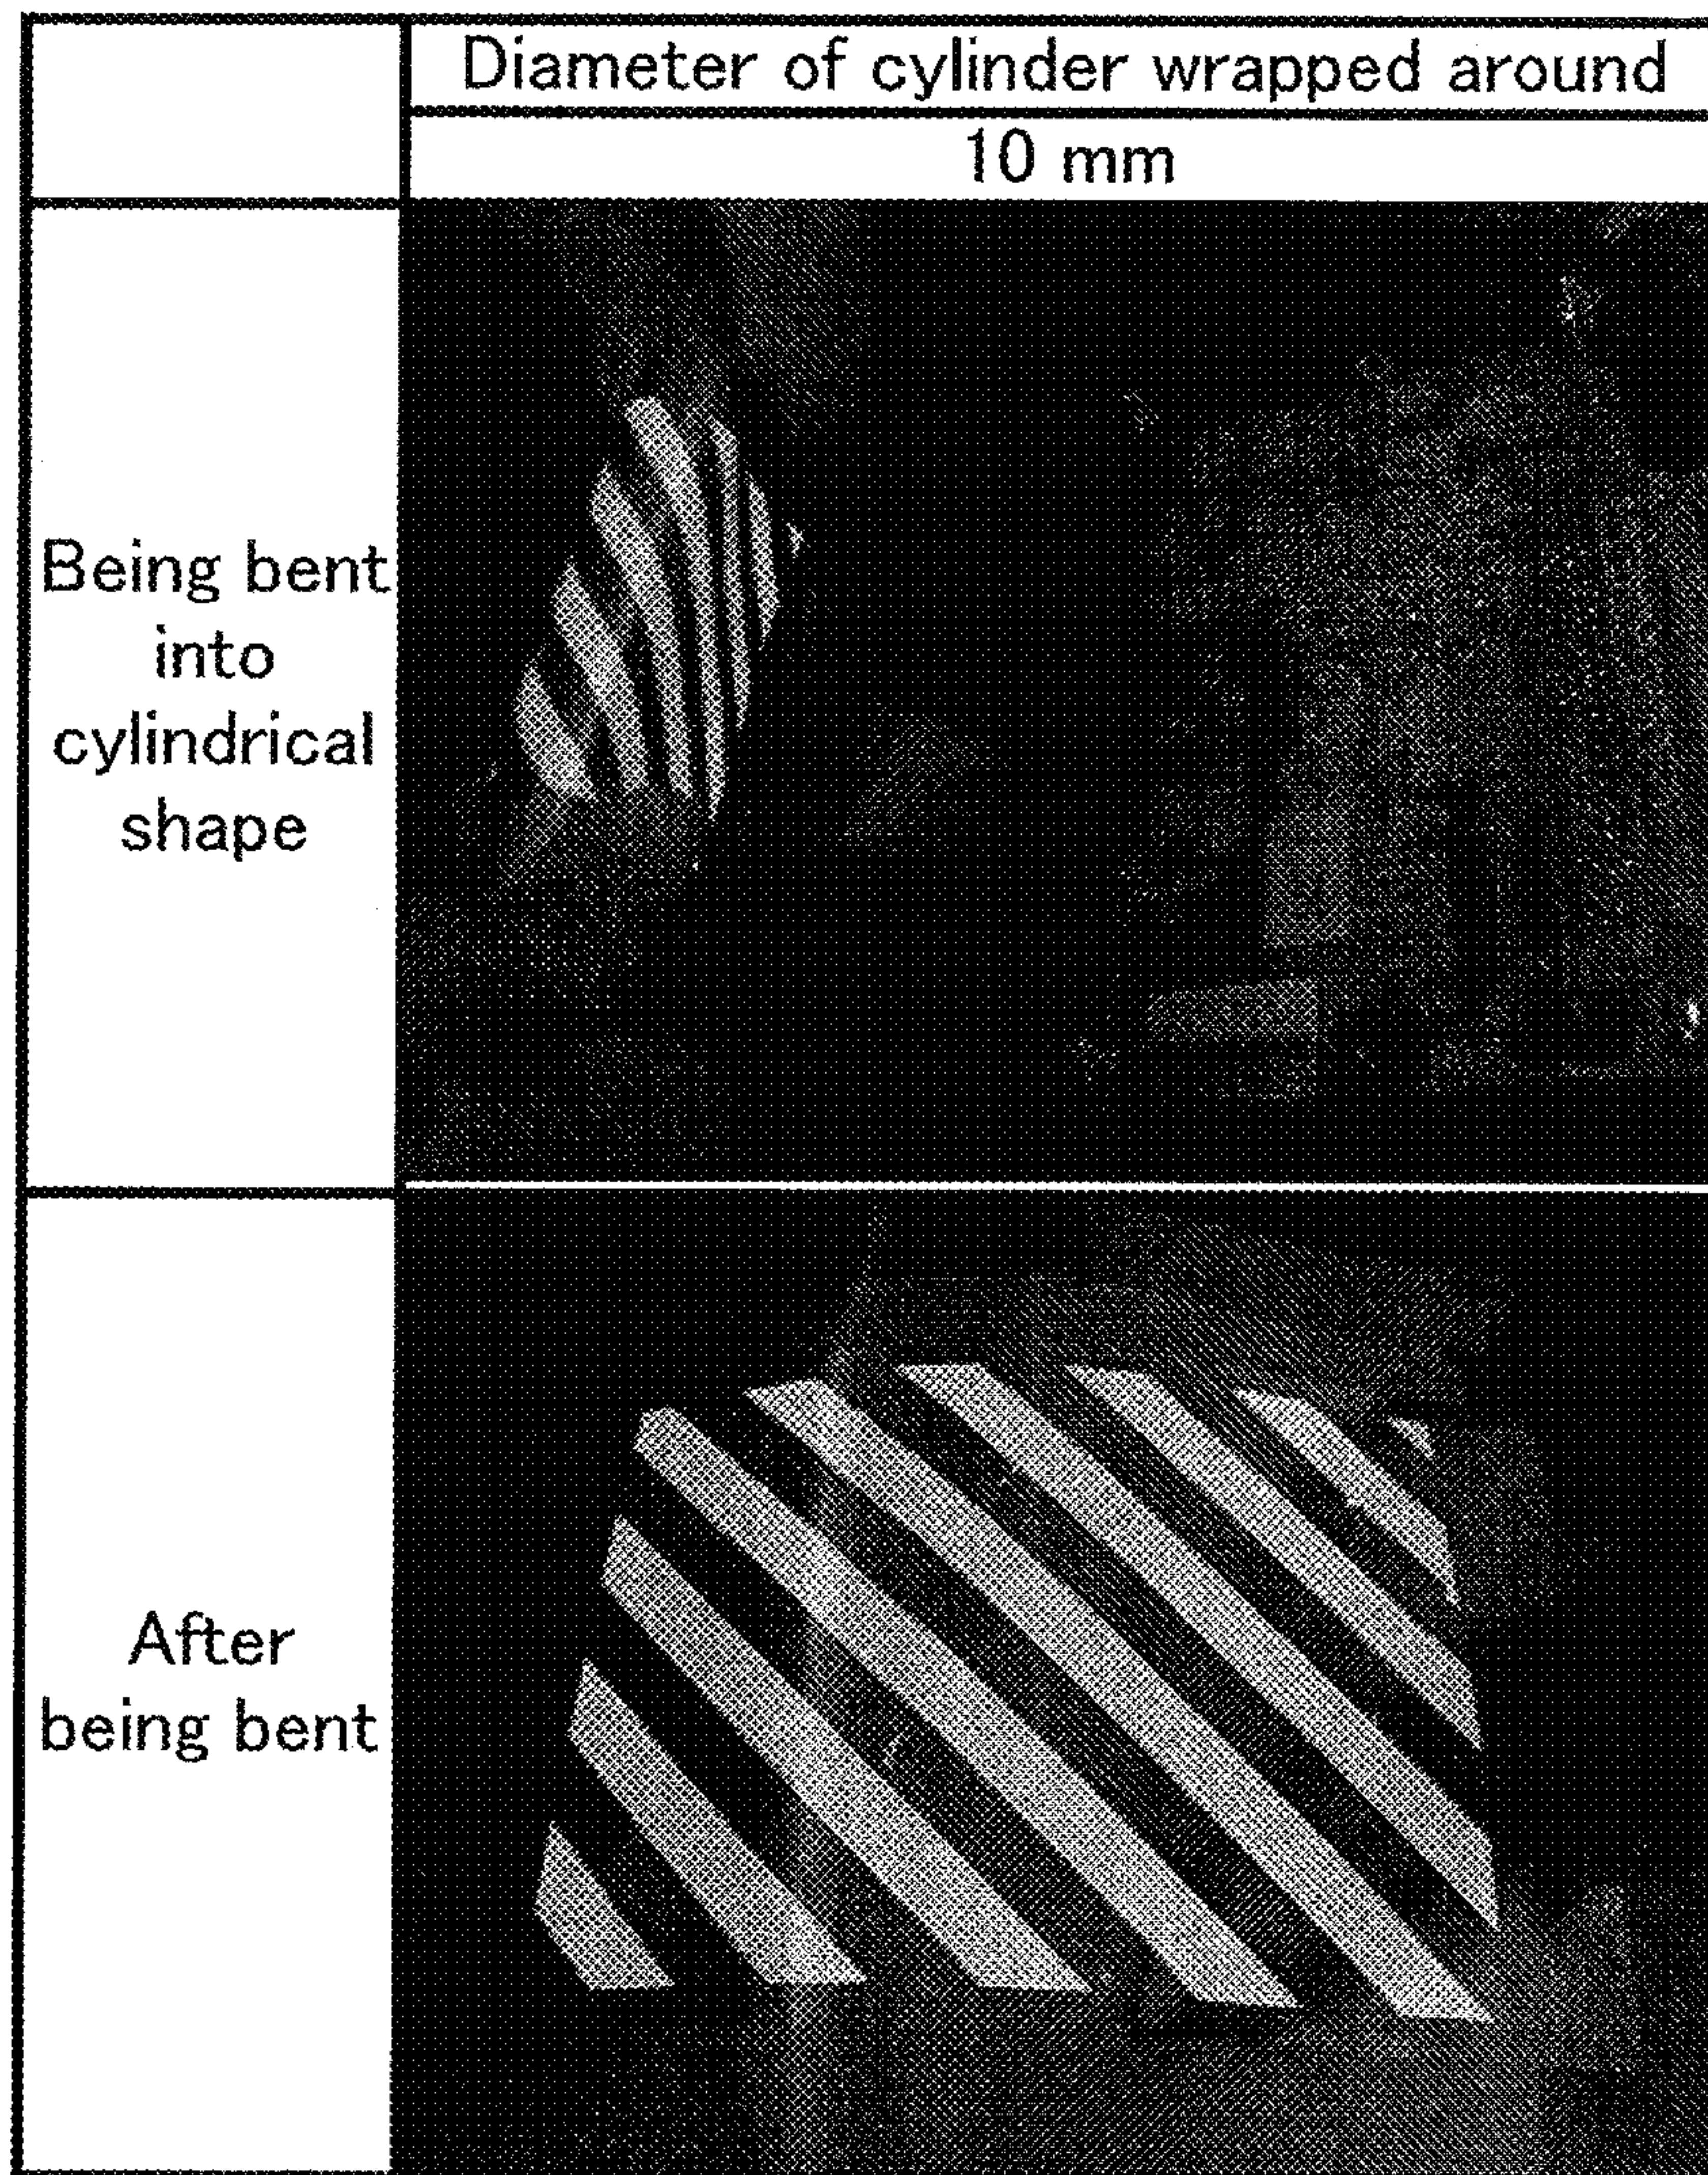 Diameter of cylinder wrapped around
10 mm
Being bent
into
cylindrical
shape
After
being bent